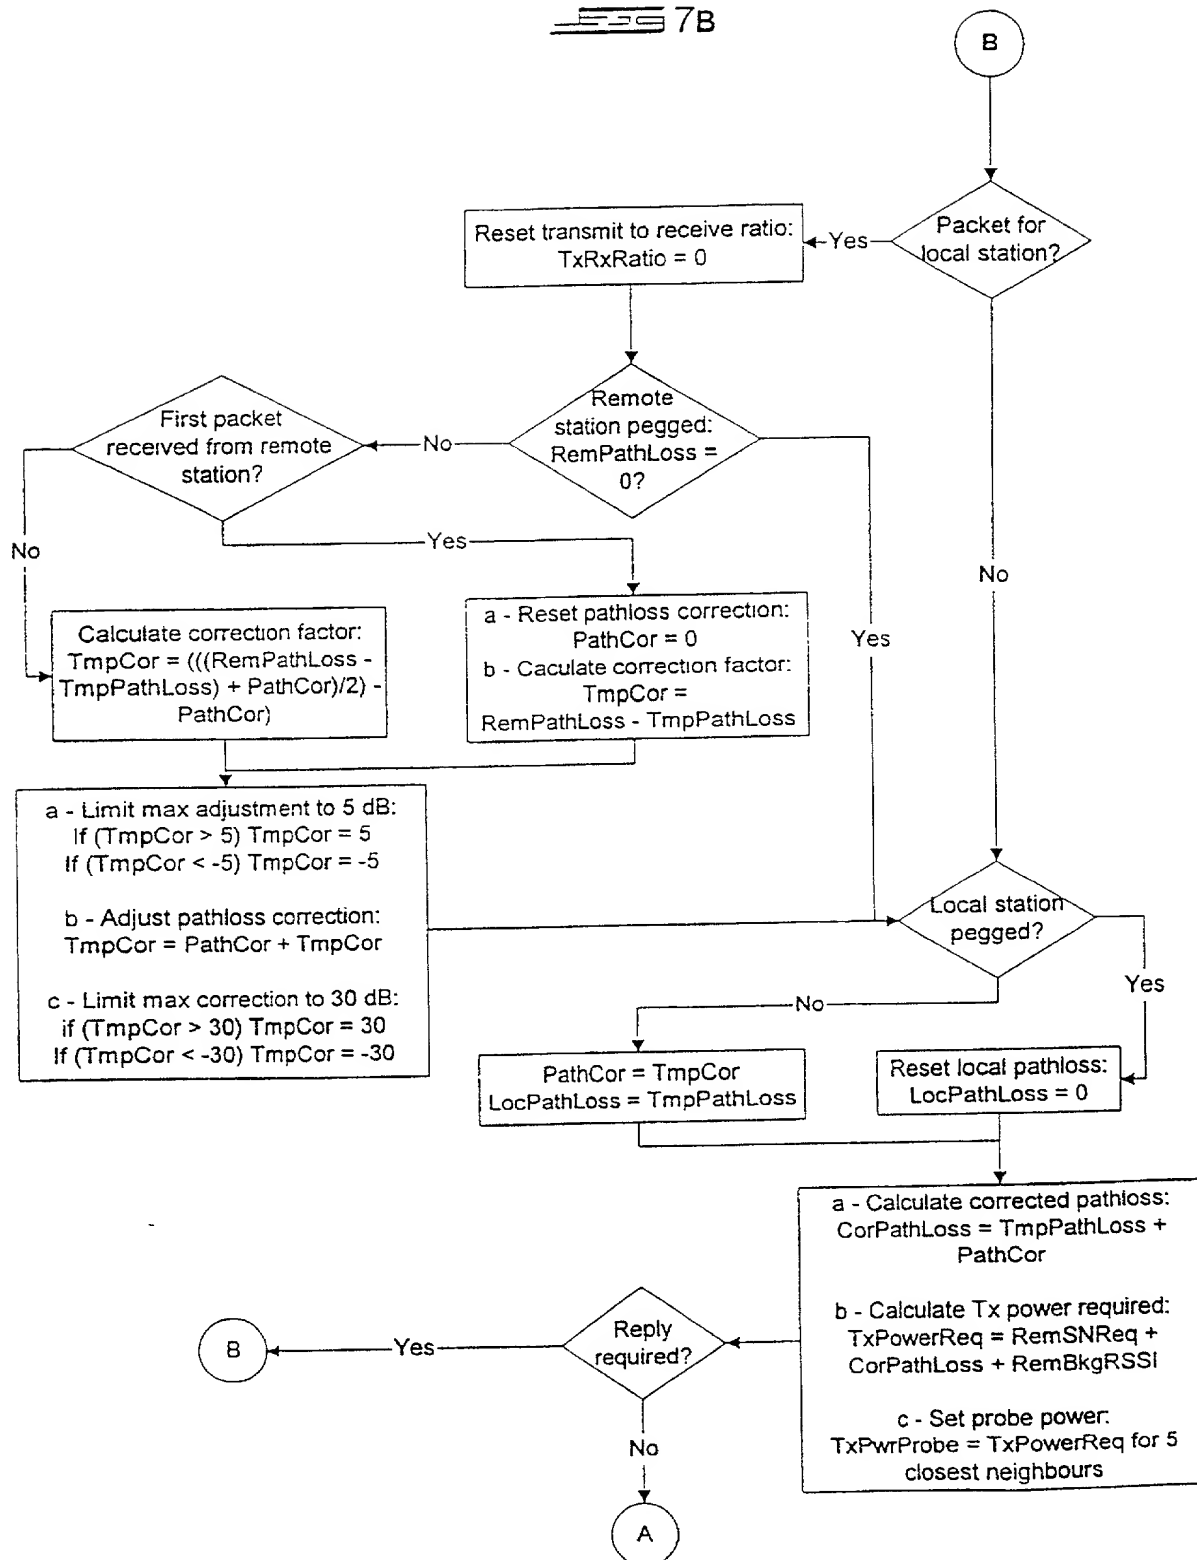 7B
B
Packet for
local station?
Yes
Reset transmit to receive ratio:
TxRxRatio = 0
Remote
station pegged:
RemPathLoss =
0?
No
First packet
received from remote
station?
No
Yes
No
Yes
Calculate correction factor:
TmpCor = (((RemPathLoss -
TmpPathLoss) + PathCor)/2) -
PathCor)
a - Reset pathloss correction:
PathCor = 0
b - Caculate correction factor:
TmpCor =
RemPathLoss - TmpPathLoss
a - Limit max adjustment to 5 dB:
If (TmpCor > 5) TmpCor = 5
If (TmpCor < -5) TmpCor = -5
b - Adjust pathloss correction:
TmpCor = PathCor + TmpCor
c - Limit max correction to 30 dB:
if (TmpCor > 30) TmpCor = 30
If (TmpCor < -30) TmpCor = -30
Local station
pegged?
Yes
No
PathCor = TmpCor
LocPathLoss = TmpPathLoss
Reset local pathloss:
LocPathLoss = 0
a - Calculate corrected pathloss:
CorPathLoss = TmpPathLoss +
PathCor
b - Calculate Tx power required:
TxPowerReq = RemSNReq +
CorPathLoss + RemBkgRSSI
c - Set probe power:
TxPwrProbe = TxPowerReq for 5
closest neighbours
Reply
required?
Yes
B
No
A